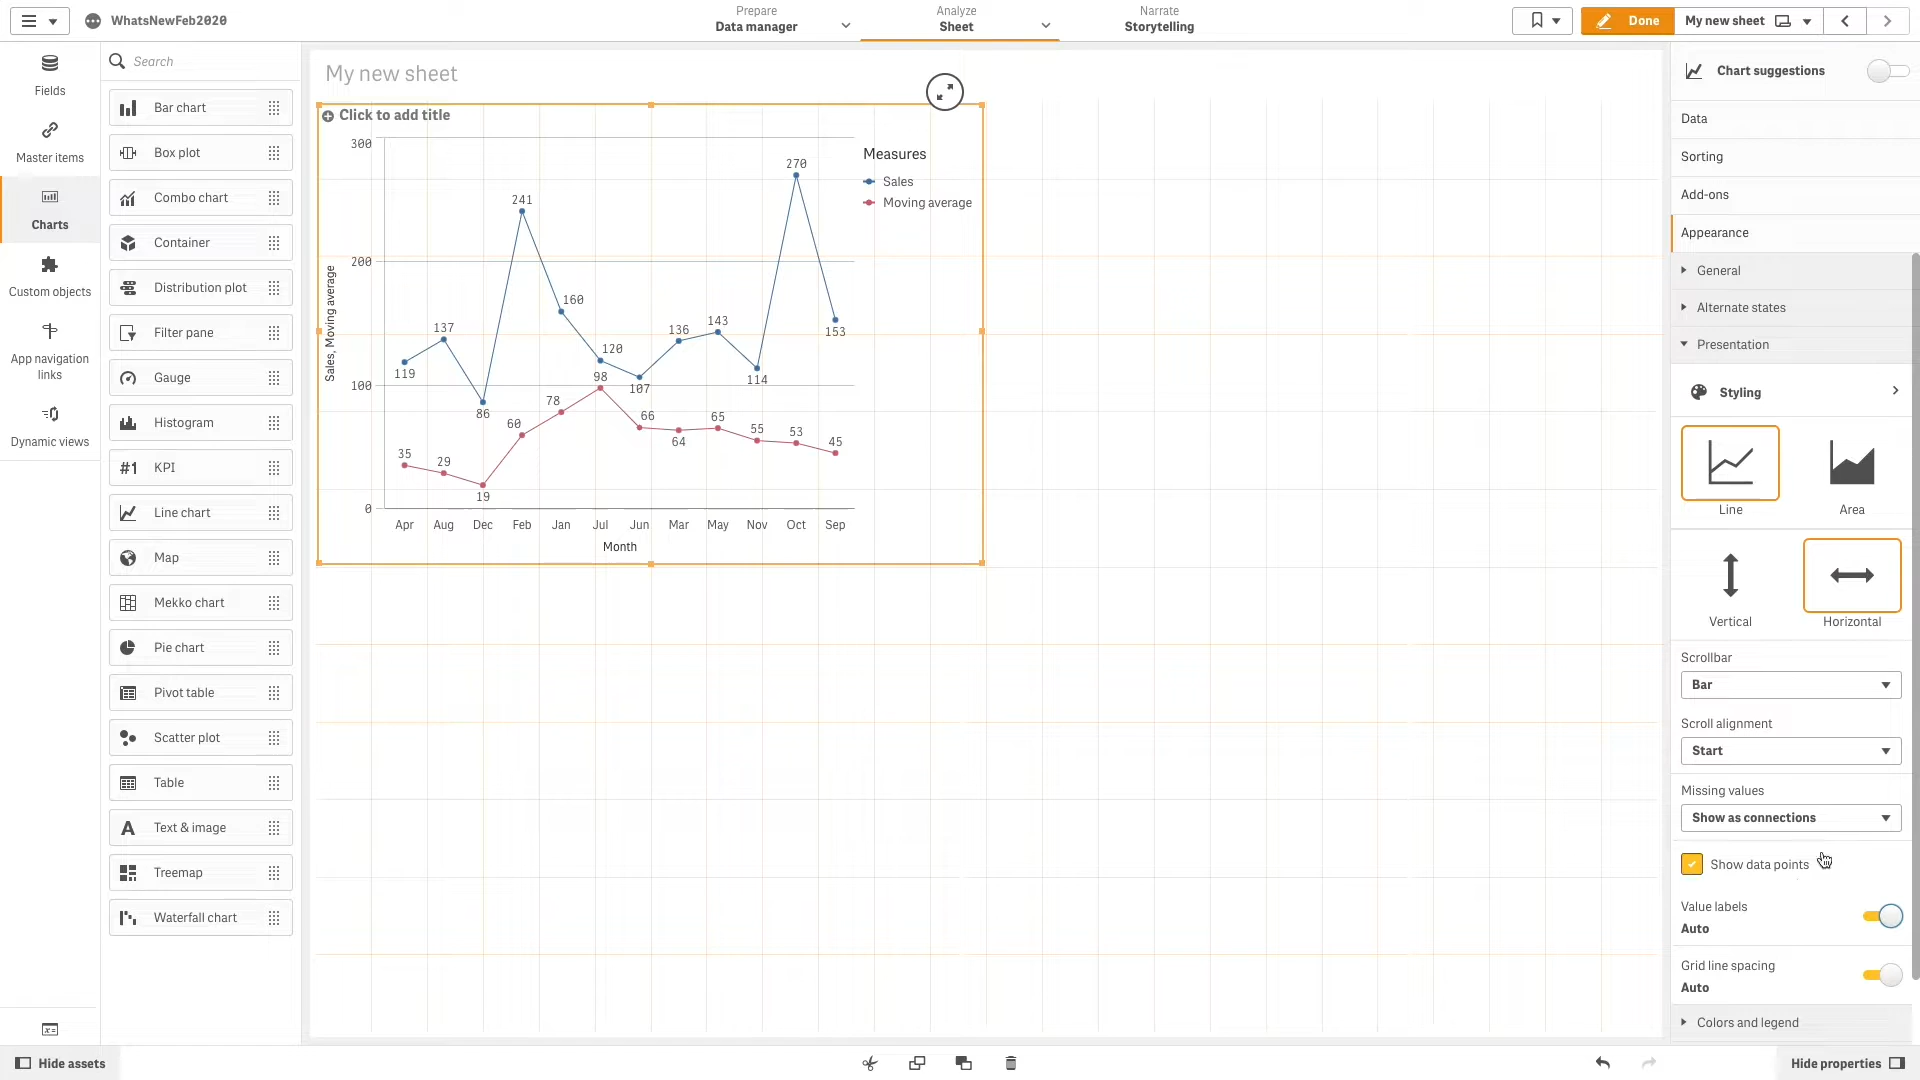 WhatsNewFeb2020
Prepare
Data manager
Analyze
Sheet
Narrate
Storytelling
Done
My new sheet
Fields
Master items
Charts
Custom objects
App navigation
links
Dynamic views
Search
Bar chart
Box plot
Combo chart
Container
Distribution plot
Filter pane
Gauge
Histogram
#1 KPI
Line chart
Map
Mekko chart
Pie chart
Pivot table
Scatter plot
Table
A Text & image
Treemap
Waterfall chart
My new sheet
Click to add title
Sales, Moving average
300
200
100
0
119
137
86
241
160
120
107
136
143
114
270
153
35
29
19
60
78
98
66
64
65
55
53
45
Apr Aug Dec Feb Jan Jul Jun Mar May Nov Oct Sep
Month
Measures
Sales
Moving average
Chart suggestions
Data
Sorting
Add-ons
Appearance
General
Alternate states
Presentation
Styling
Line
Area
Vertical
Horizontal
Scrollbar
Bar
Scroll alignment
Start
Missing values
Show as connections
Show data points
Value labels
Auto
Grid line spacing
Auto
Colors and legend
Hide assets
Hide properties